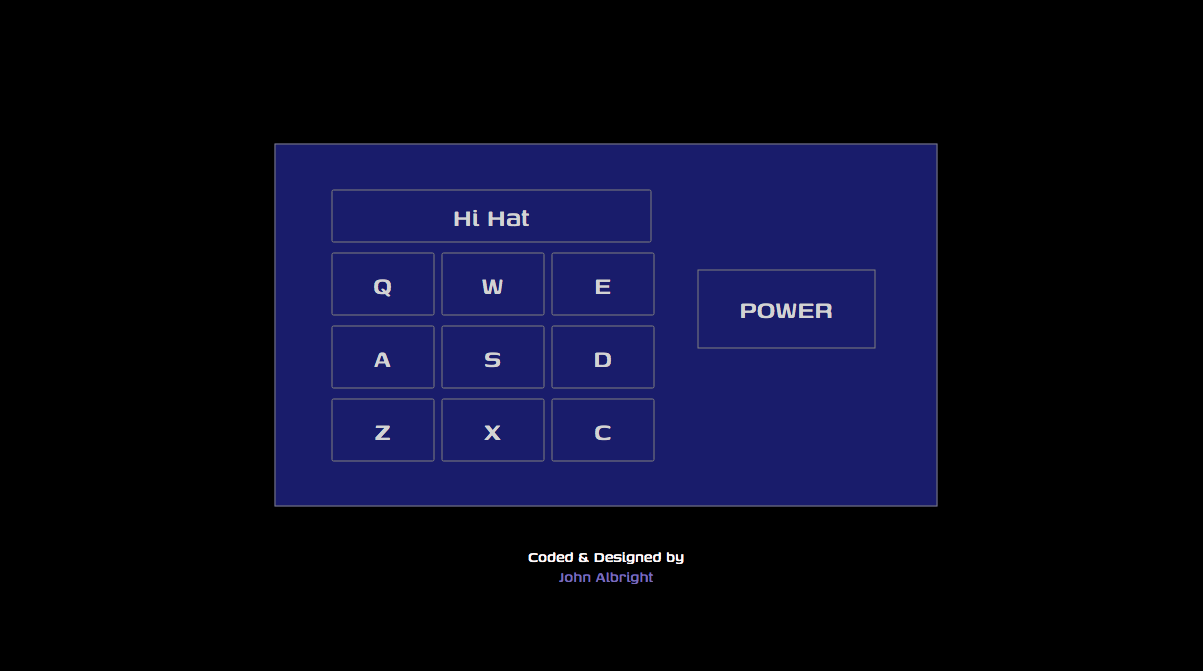 Hi Hat
Q W E
POWER
A S D
Z X C
Coded & Designed by
John Albright